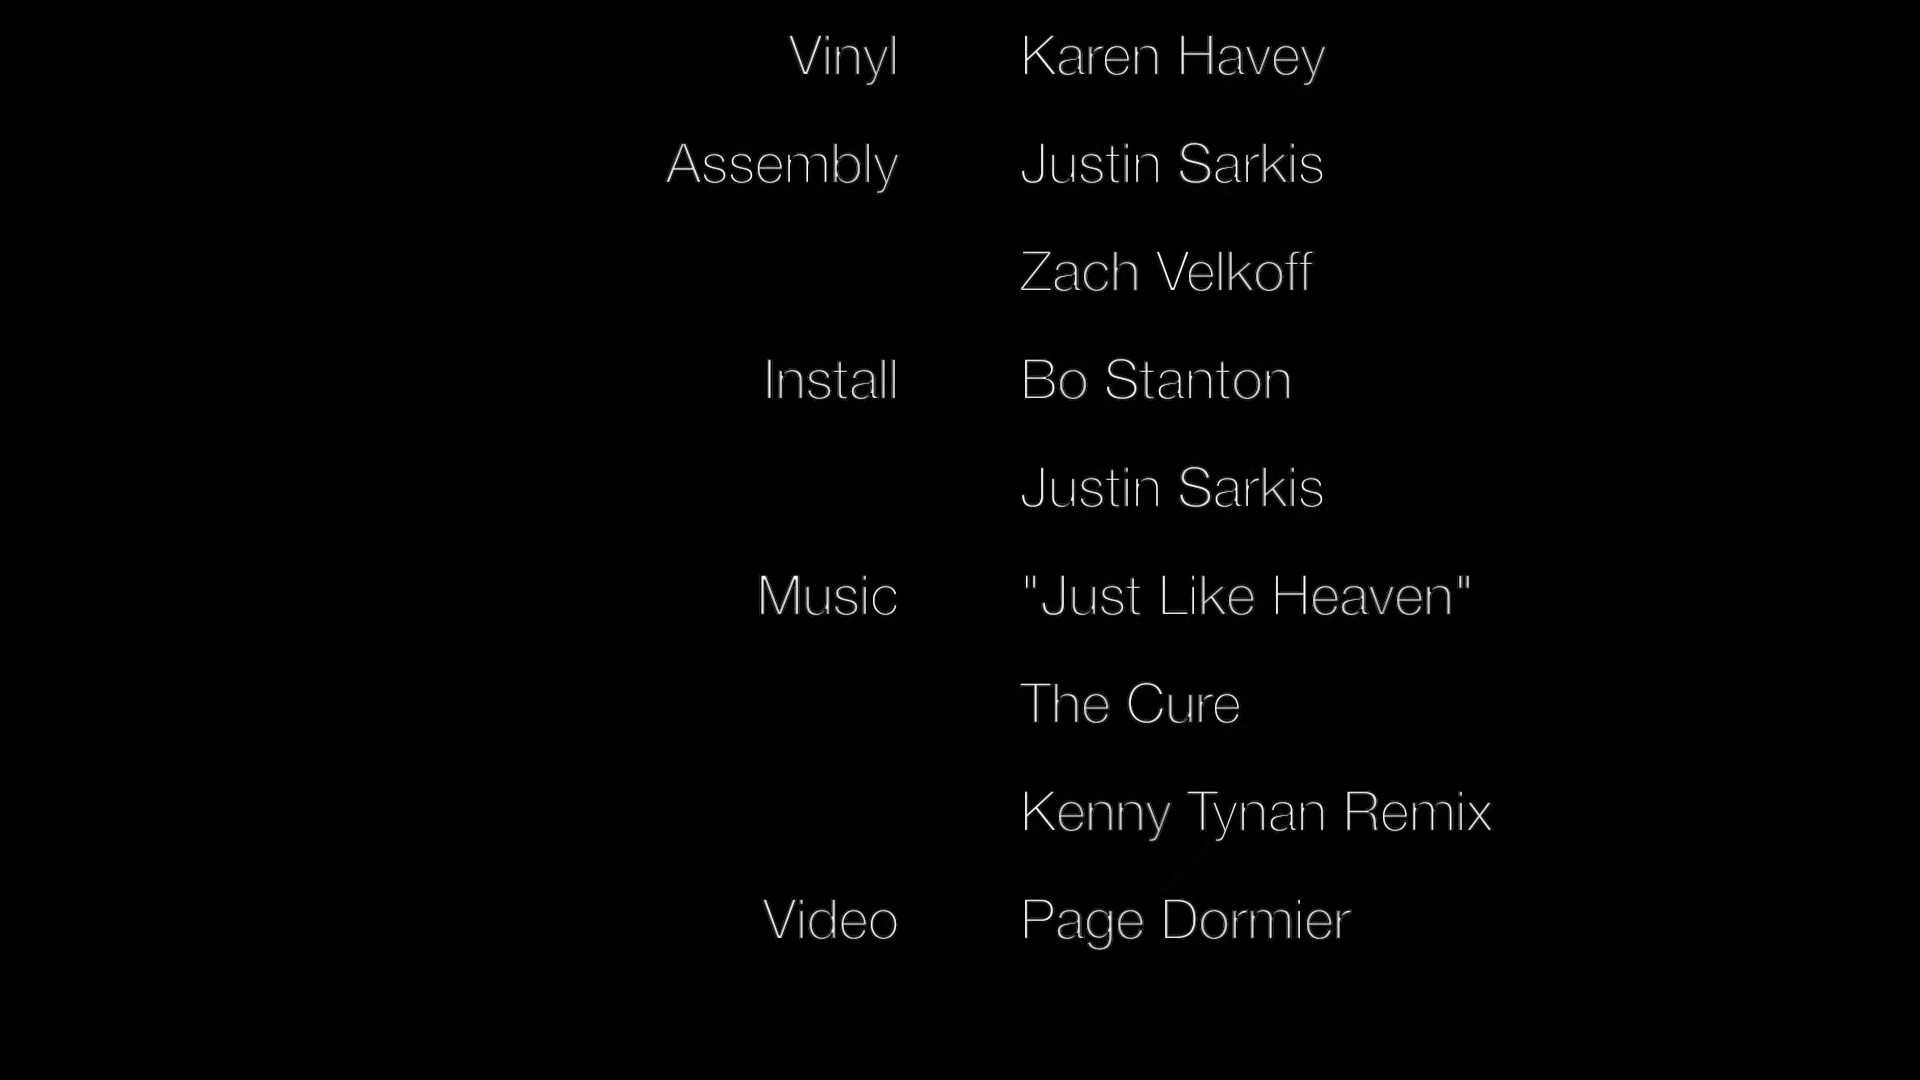 Vinyl Karen Havey
Assembly Justin Sarkis
Zach Velkoff
Install Bo Stanton
Justin Sarkis
Music "Just Like Heaven"
The Cure
Kenny Tynan Remix
Video Page Dormier